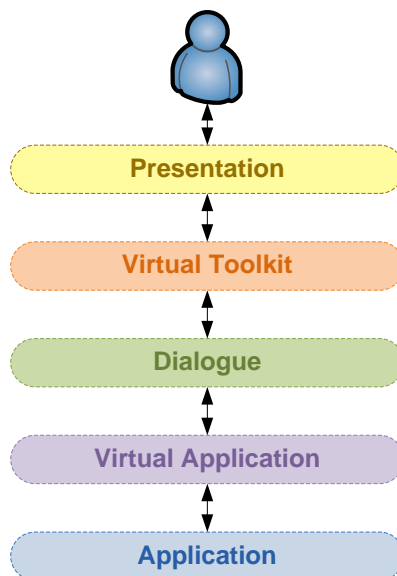 Presentation
Virtual Toolkit
Dialogue
Virtual Application
Application